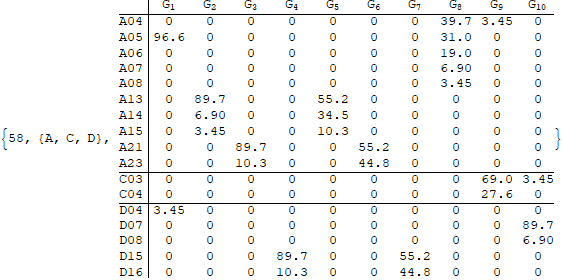 G1 G2 G3 G4 G5 G6 G7 G8 G9 G10
A04 0 0 0 0 0 0 0 39.7 3.45 0
A05 96.6 0 0 0 0 0 0 31.0 0 0
A06 0 0 0 0 0 0 0 19.0 0 0
A07 0 0 0 0 0 0 0 6.90 0 0
A08 0 0 0 0 0 0 0 3.45 0 0
A13 0 89.7 0 0 55.2 0 0 0 0 0
A14 0 6.90 0 0 34.5 0 0 0 0 0
A15 0 3.45 0 0 10.3 0 0 0 0 0
{58, {A, C, D}, }
A21 0 0 89.7 0 0 55.2 0 0 0 0
A23 0 0 10.3 0 0 44.8 0 0 0 0
C03 0 0 0 0 0 0 0 0 69.0 3.45
C04 0 0 0 0 0 0 0 0 27.6 0
D04 3.45 0 0 0 0 0 0 0 0 0
D07 0 0 0 0 0 0 0 0 0 89.7
D08 0 0 0 0 0 0 0 0 0 6.90
D15 0 0 0 89.7 0 0 55.2 0 0 0
D16 0 0 0 10.3 0 0 44.8 0 0 0